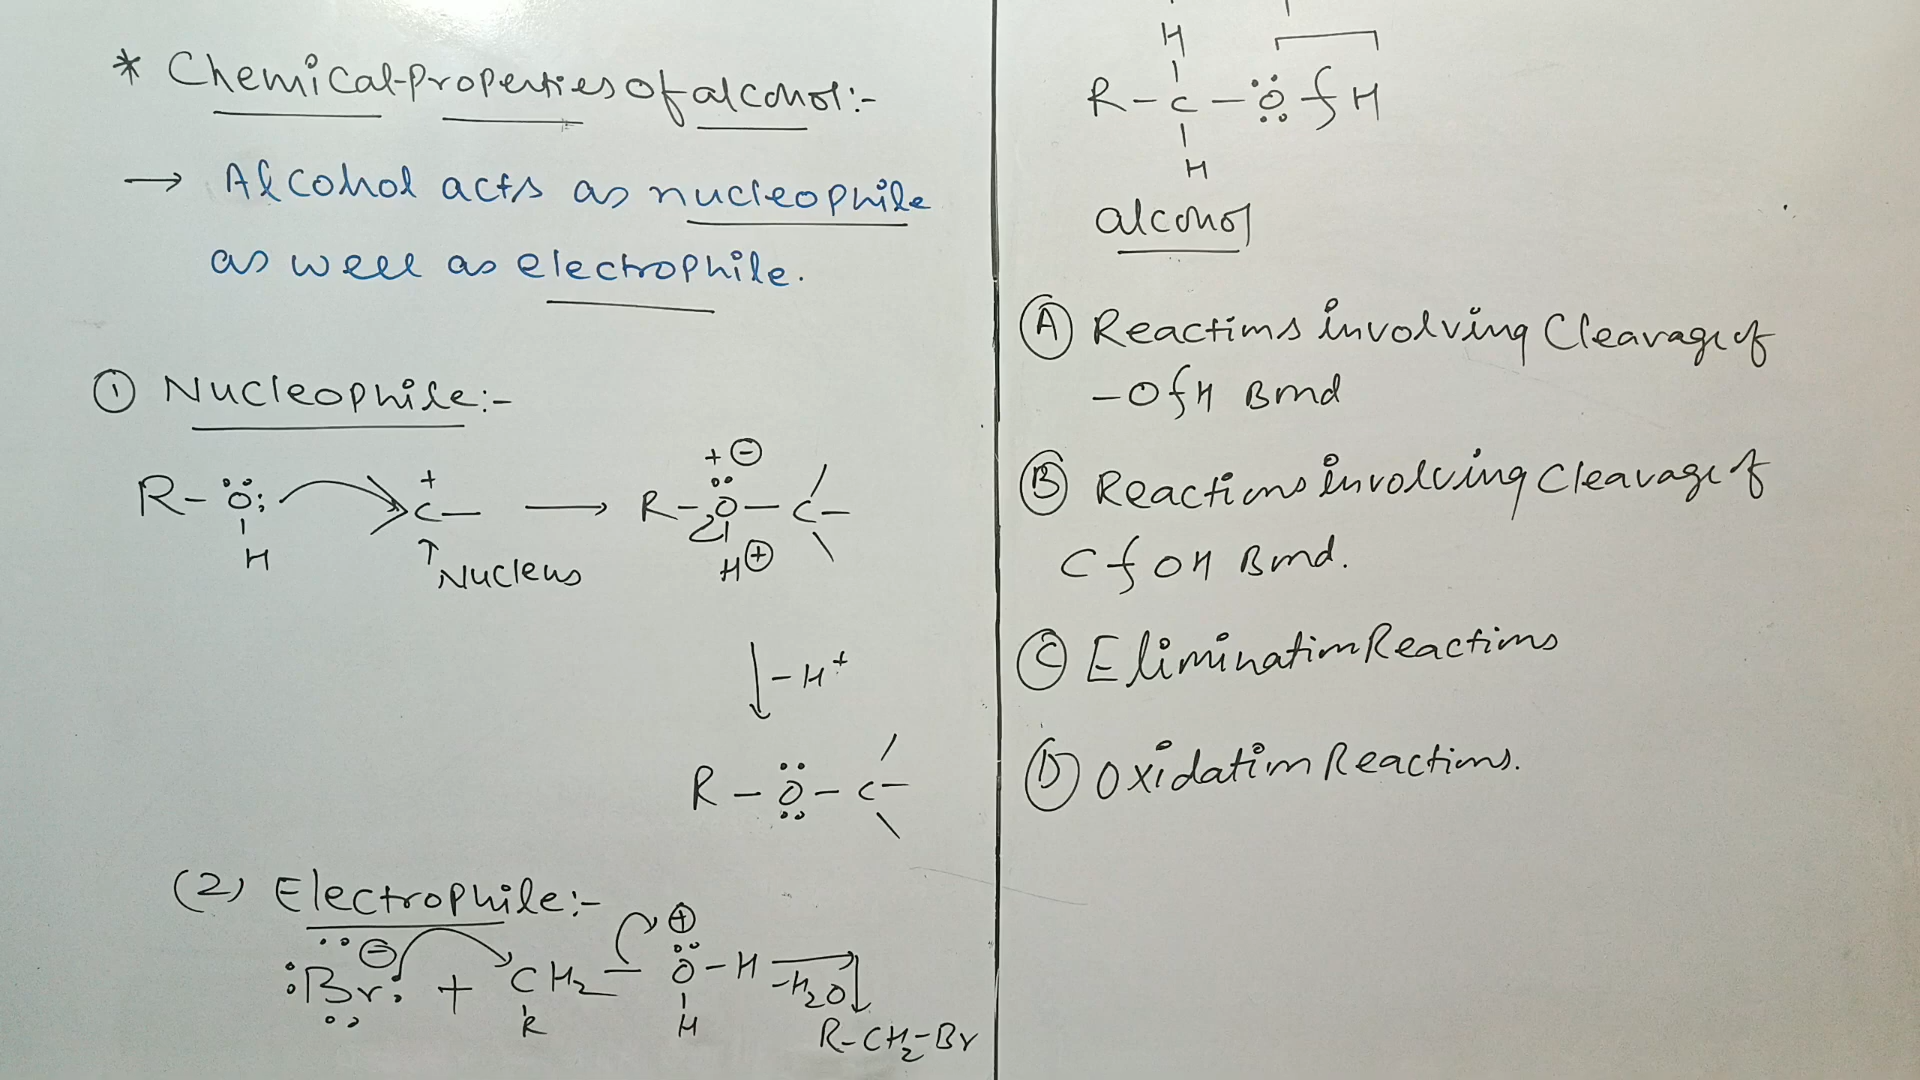 * Chemical properties of alcohol :-
→ Alcohol acts as nucleophile
as well as electrophile.
① Nucleophile :-
+ + ⊖
R-Ö: → C- → R-Ö-C-
H ↑ Nucleus H⊕
↓ -H⁺
R-Ö-C-
(2) Electrophile :-
⊖ ⊕
:Br: + CH₂-Ö-H → -H₂O
R H
R-CH₂-Br
H
R-C-Ö-H
H
alcohol
Ⓐ Reactions involving Cleavage of
-O-H Bond
Ⓑ Reactions involving Cleavage of
C-OH Bond.
Ⓒ Elimination Reactions
Ⓓ Oxidation Reactions.